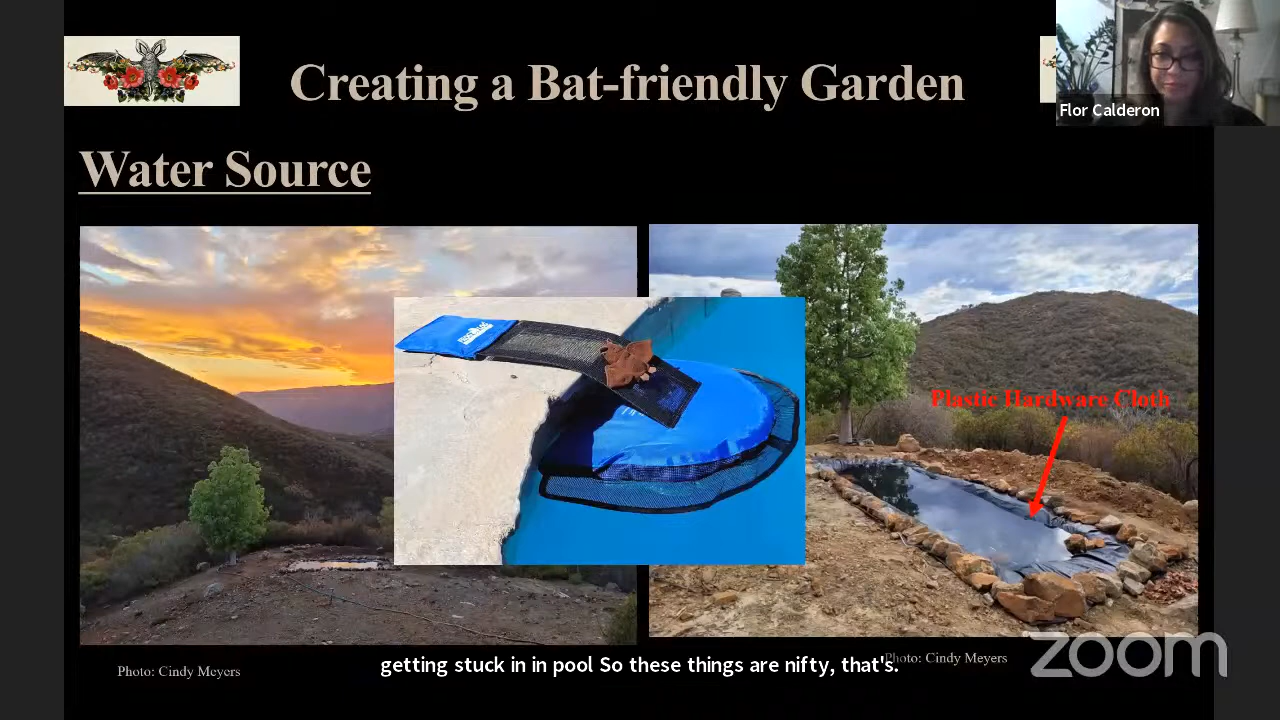 Creating a Bat-friendly Garden
Flor Calderon
Water Source
Plastic Hardware Cloth
getting stuck in in pool So these things are nifty, that's.
Photo: Cindy Meyers
Photo: Cindy Meyers
zoom